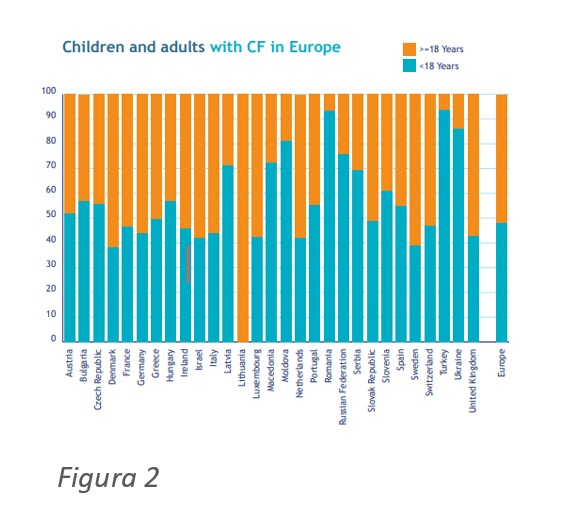 Children and adults with CF in Europe
>=18 Years
<18 Years
100
90
80
70
60
50
40
30
20
10
0
Austria
Bulgaria
Czech Republic
Denmark
France
Germany
Greece
Hungary
Ireland
Israel
Italy
Latvia
Lithuania
Luxembourg
Macedonia
Moldova
Netherlands
Portugal
Romania
Russian Federation
Serbia
Slovak Republic
Slovenia
Spain
Sweden
Switzerland
Turkey
Ukraine
United Kingdom
Europe
Figura 2